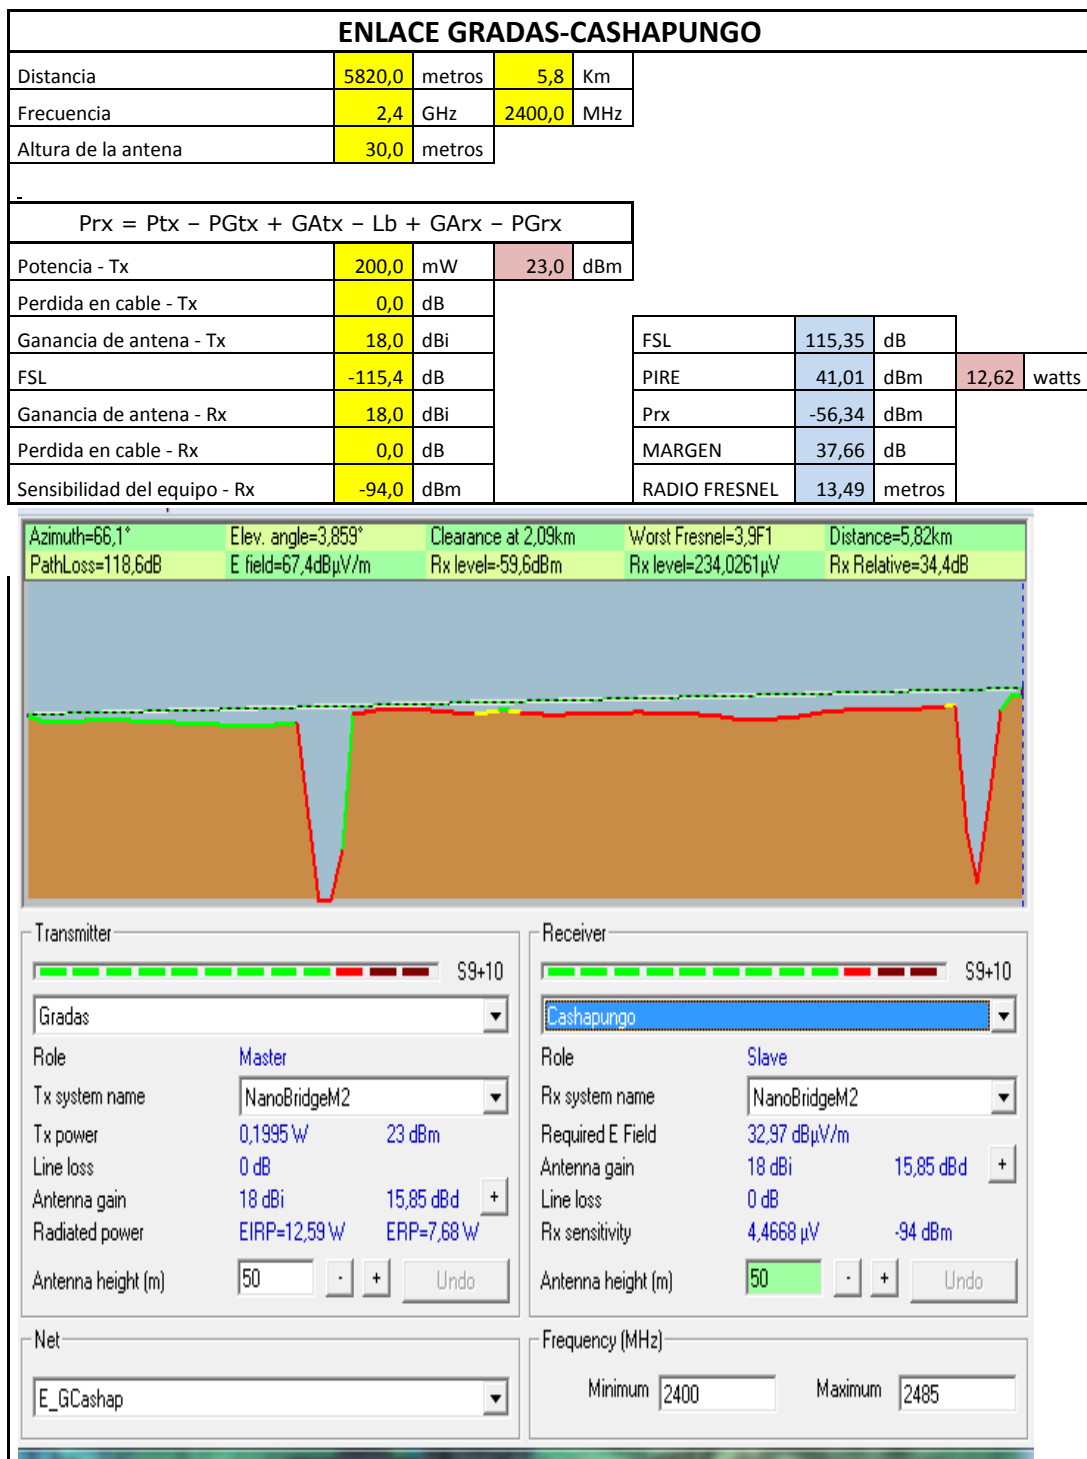 ENLACE GRADAS-CASHAPUNGO
Distancia 5820,0 metros 5,8 Km
Frecuencia 2,4 GHz 2400,0 MHz
Altura de la antena 30,0 metros
-
Prx = Ptx – PGtx + GAtx – Lb + GArx – PGrx
Potencia - Tx 200,0 mW 23,0 dBm
Perdida en cable - Tx 0,0 dB
Ganancia de antena - Tx 18,0 dBi FSL 115,35 dB
FSL -115,4 dB PIRE 41,01 dBm 12,62 watts
Ganancia de antena - Rx 18,0 dBi Prx -56,34 dBm
Perdida en cable - Rx 0,0 dB MARGEN 37,66 dB
Sensibilidad del equipo - Rx -94,0 dBm RADIO FRESNEL 13,49 metros
Azimuth=66,1° Elev. angle=3,859° Clearance at 2,09km Worst Fresnel=3,9F1 Distance=5,82km
PathLoss=118,6dB E field=67,4dBµV/m Rx level=-59,6dBm Rx level=234,0261µV Rx Relative=34,4dB
Transmitter
S9+10
Gradas
Role Master
Tx system name NanoBridgeM2
Tx power 0,1995 W 23 dBm
Line loss 0 dB
Antenna gain 18 dBi 15,85 dBd +
Radiated power EIRP=12,59 W ERP=7,68 W
Antenna height (m) 50 - + Undo
Receiver
S9+10
Cashapungo
Role Slave
Rx system name NanoBridgeM2
Required E Field 32,97 dBµV/m
Antenna gain 18 dBi 15,85 dBd +
Line loss 0 dB
Rx sensitivity 4,4668 µV -94 dBm
Antenna height (m) 50 - + Undo
Net
E_GCashap
Frequency (MHz)
Minimum 2400 Maximum 2485